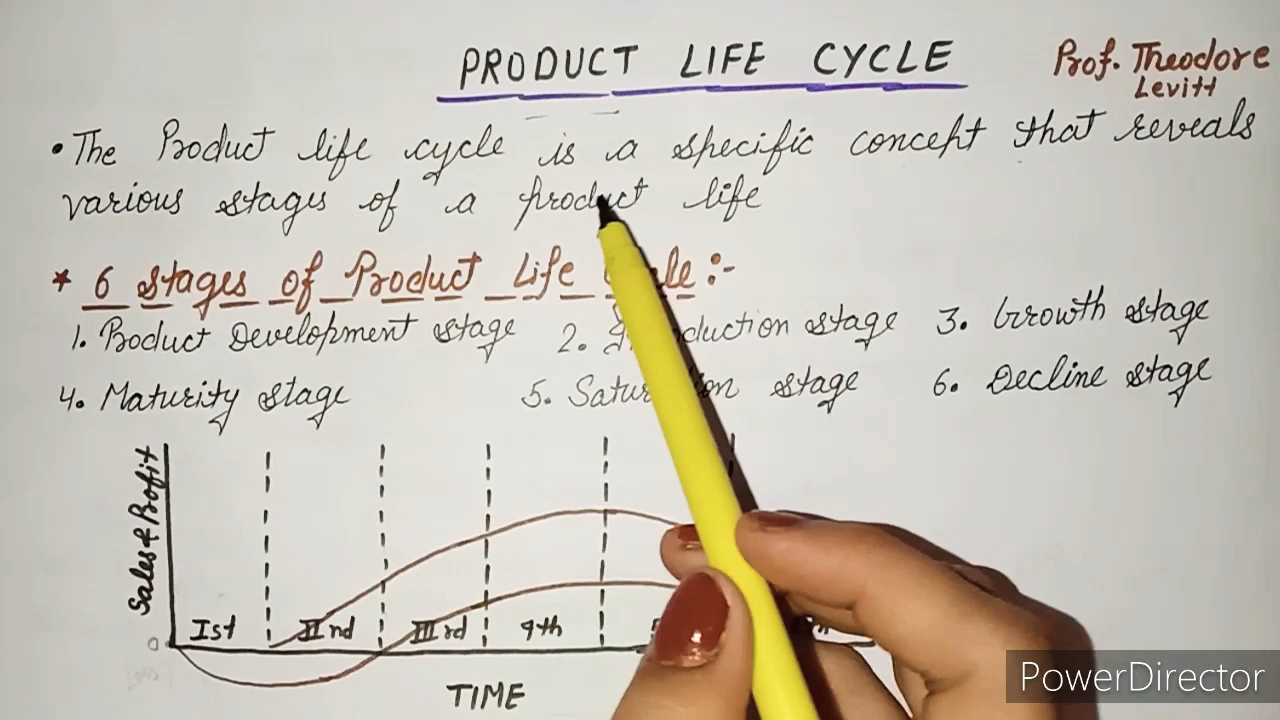 PRODUCT LIFE CYCLE
Prof. Theodore
Levitt
• The Product life cycle is a specific concept that reveals
various stages of a product life
* 6 stages of Product Life :-
1. Product Development stage 2. stage 3. Growth stage
4. Maturity stage 5. stage 6. Decline stage
Sales & Profit
0
Ist IInd IIIrd 4th
TIME
PowerDirector